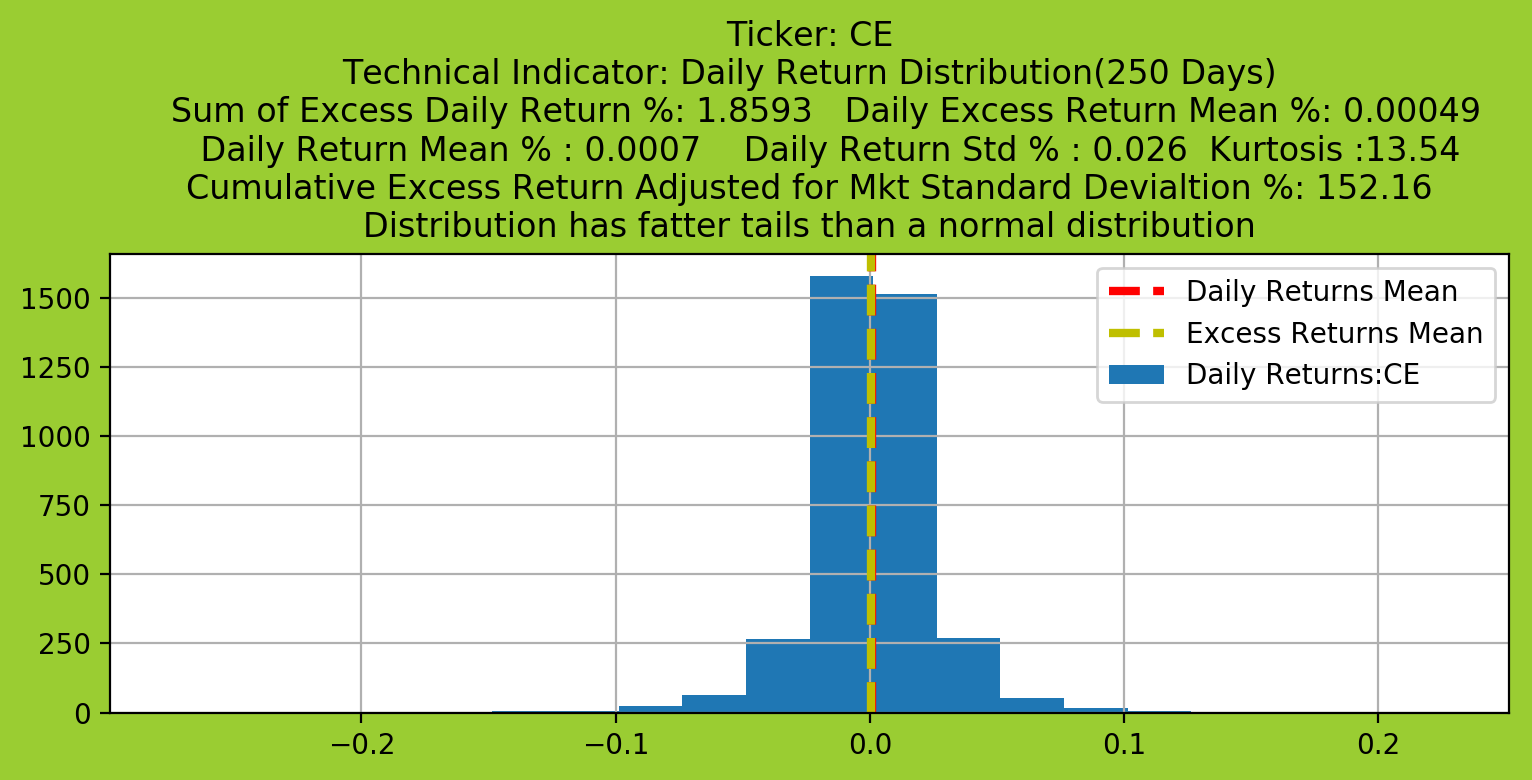 Ticker: CE
Technical Indicator: Daily Return Distribution(250 Days)
Sum of Excess Daily Return %: 1.8593   Daily Excess Return Mean %: 0.00049
Daily Return Mean % : 0.0007    Daily Return Std % : 0.026  Kurtosis :13.54
Cumulative Excess Return Adjusted for Mkt Standard Devialtion %: 152.16
Distribution has fatter tails than a normal distribution
Daily Returns Mean
Excess Returns Mean
Daily Returns:CE
1500
1250
1000
750
500
250
0
−0.2 −0.1 0.0 0.1 0.2